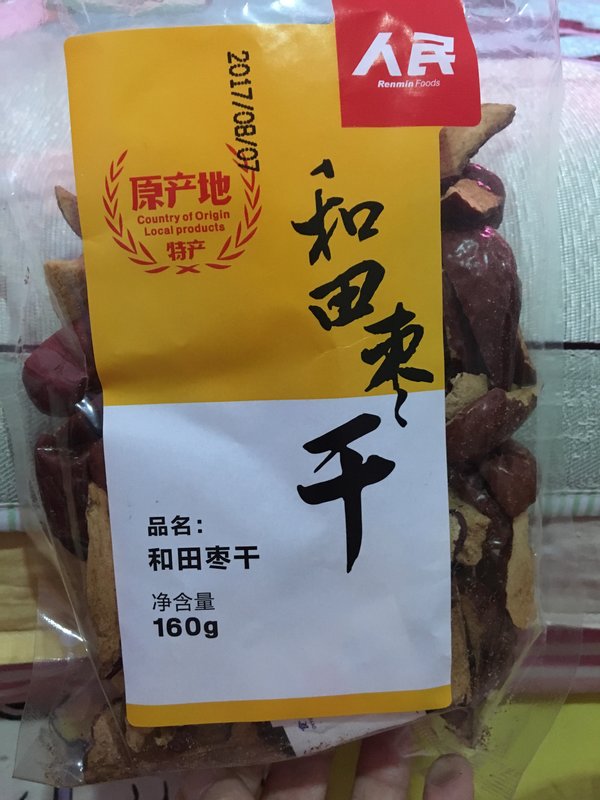 人民
Renmin Foods
2017/08/07
原产地
Country of Origin
Local products
特产
和田枣干
品名：
和田枣干
净含量
160g